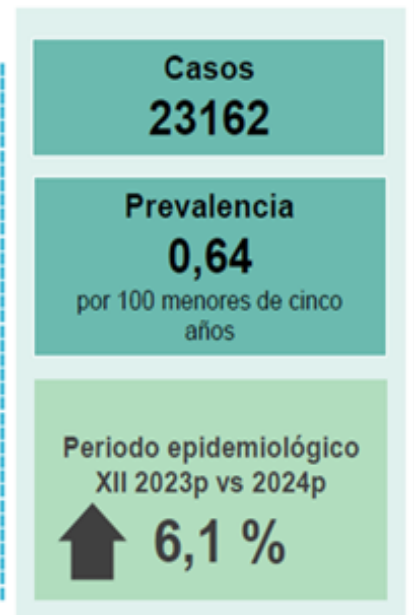 Casos
23162
Prevalencia
0,64
por 100 menores de cinco
años
Periodo epidemiológico
XII 2023p vs 2024p
6,1 %